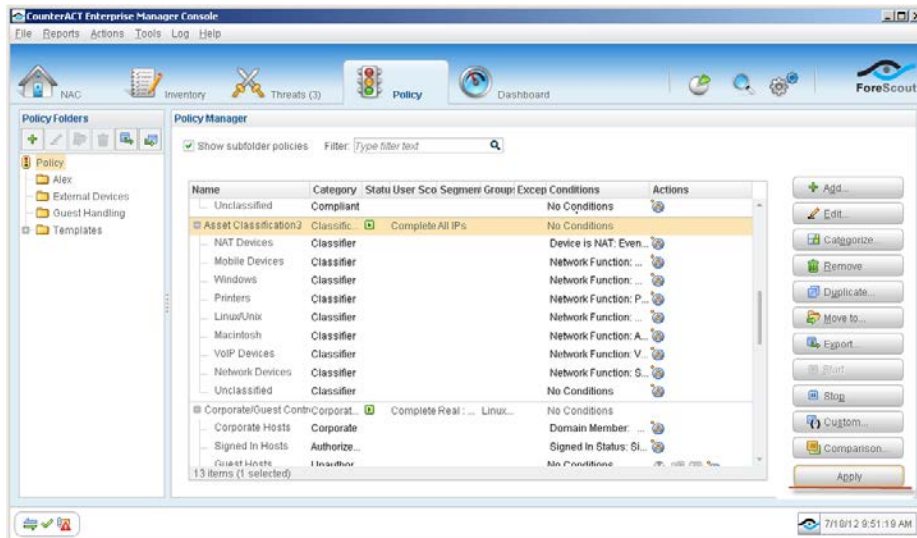 CounterACT Enterprise Manager Console
File Reports Actions Tools Log Help
NAC Inventory Threats (3) Policy Dashboard ForeScout
Policy Folders
Policy
Alex
External Devices
Guest Handling
Templates
Policy Manager
Show subfolder policies Filter: Type filter text
Name Category Statu User Sco Segmen Group: Excep Conditions Actions
Unclassified Compliant No Conditions
Asset Classification3 Classific... Complete All IPs No Conditions
NAT Devices Classifier Device is NAT: Even...
Mobile Devices Classifier Network Function: ...
Windows Classifier Network Function: ...
Printers Classifier Network Function: P...
Linux/Unix Classifier Network Function: ...
Macintosh Classifier Network Function: A...
VoIP Devices Classifier Network Function: V...
Network Devices Classifier Network Function: S...
Unclassified Classifier No Conditions
Corporate/Guest Contr Corporat... Complete Real : ... Linux... No Conditions
Corporate Hosts Corporate Domain Member: ...
Signed In Hosts Authorize... Signed In Status: Si...
Guest Hosts Unauthor No Conditions
13 items (1 selected)
Add...
Edit...
Categorize...
Remove
Duplicate...
Move to...
Export...
Start
Stop
Custom...
Comparison...
Apply
7/10/12 9:51:19 AM